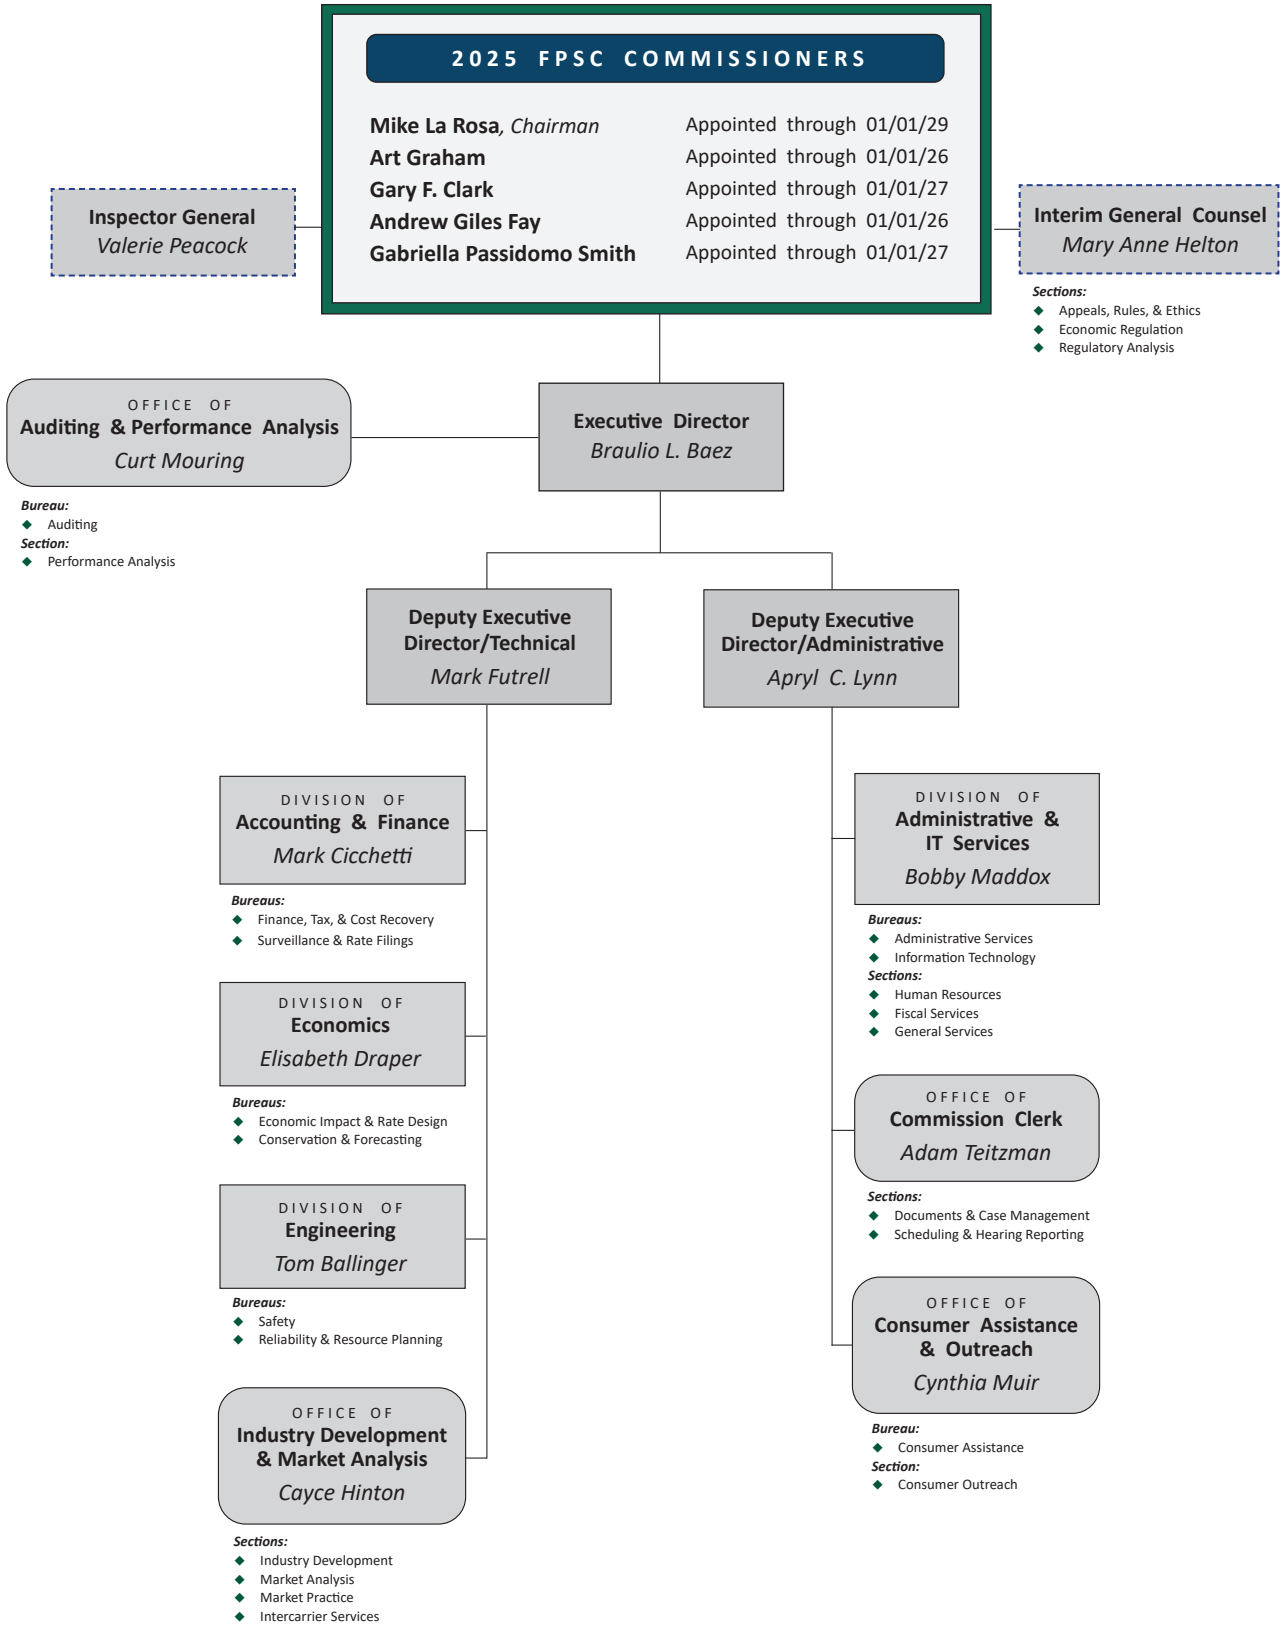 2025 FPSC COMMISSIONERS
Mike La Rosa, Chairman Appointed through 01/01/29
Art Graham Appointed through 01/01/26
Gary F. Clark Appointed through 01/01/27
Andrew Giles Fay Appointed through 01/01/26
Gabriella Passidomo Smith Appointed through 01/01/27
Inspector General
Valerie Peacock
Interim General Counsel
Mary Anne Helton
Sections:
Appeals, Rules, & Ethics
Economic Regulation
Regulatory Analysis
OFFICE OF
Auditing & Performance Analysis
Curt Mouring
Bureau:
Auditing
Section:
Performance Analysis
Executive Director
Braulio L. Baez
Deputy Executive
Director/Technical
Mark Futrell
Deputy Executive
Director/Administrative
Apryl C. Lynn
DIVISION OF
Accounting & Finance
Mark Cicchetti
Bureaus:
Finance, Tax, & Cost Recovery
Surveillance & Rate Filings
DIVISION OF
Economics
Elisabeth Draper
Bureaus:
Economic Impact & Rate Design
Conservation & Forecasting
DIVISION OF
Engineering
Tom Ballinger
Bureaus:
Safety
Reliability & Resource Planning
OFFICE OF
Industry Development
& Market Analysis
Cayce Hinton
Sections:
Industry Development
Market Analysis
Market Practice
Intercarrier Services
DIVISION OF
Administrative &
IT Services
Bobby Maddox
Bureaus:
Administrative Services
Information Technology
Sections:
Human Resources
Fiscal Services
General Services
OFFICE OF
Commission Clerk
Adam Teitzman
Sections:
Documents & Case Management
Scheduling & Hearing Reporting
OFFICE OF
Consumer Assistance
& Outreach
Cynthia Muir
Bureau:
Consumer Assistance
Section:
Consumer Outreach